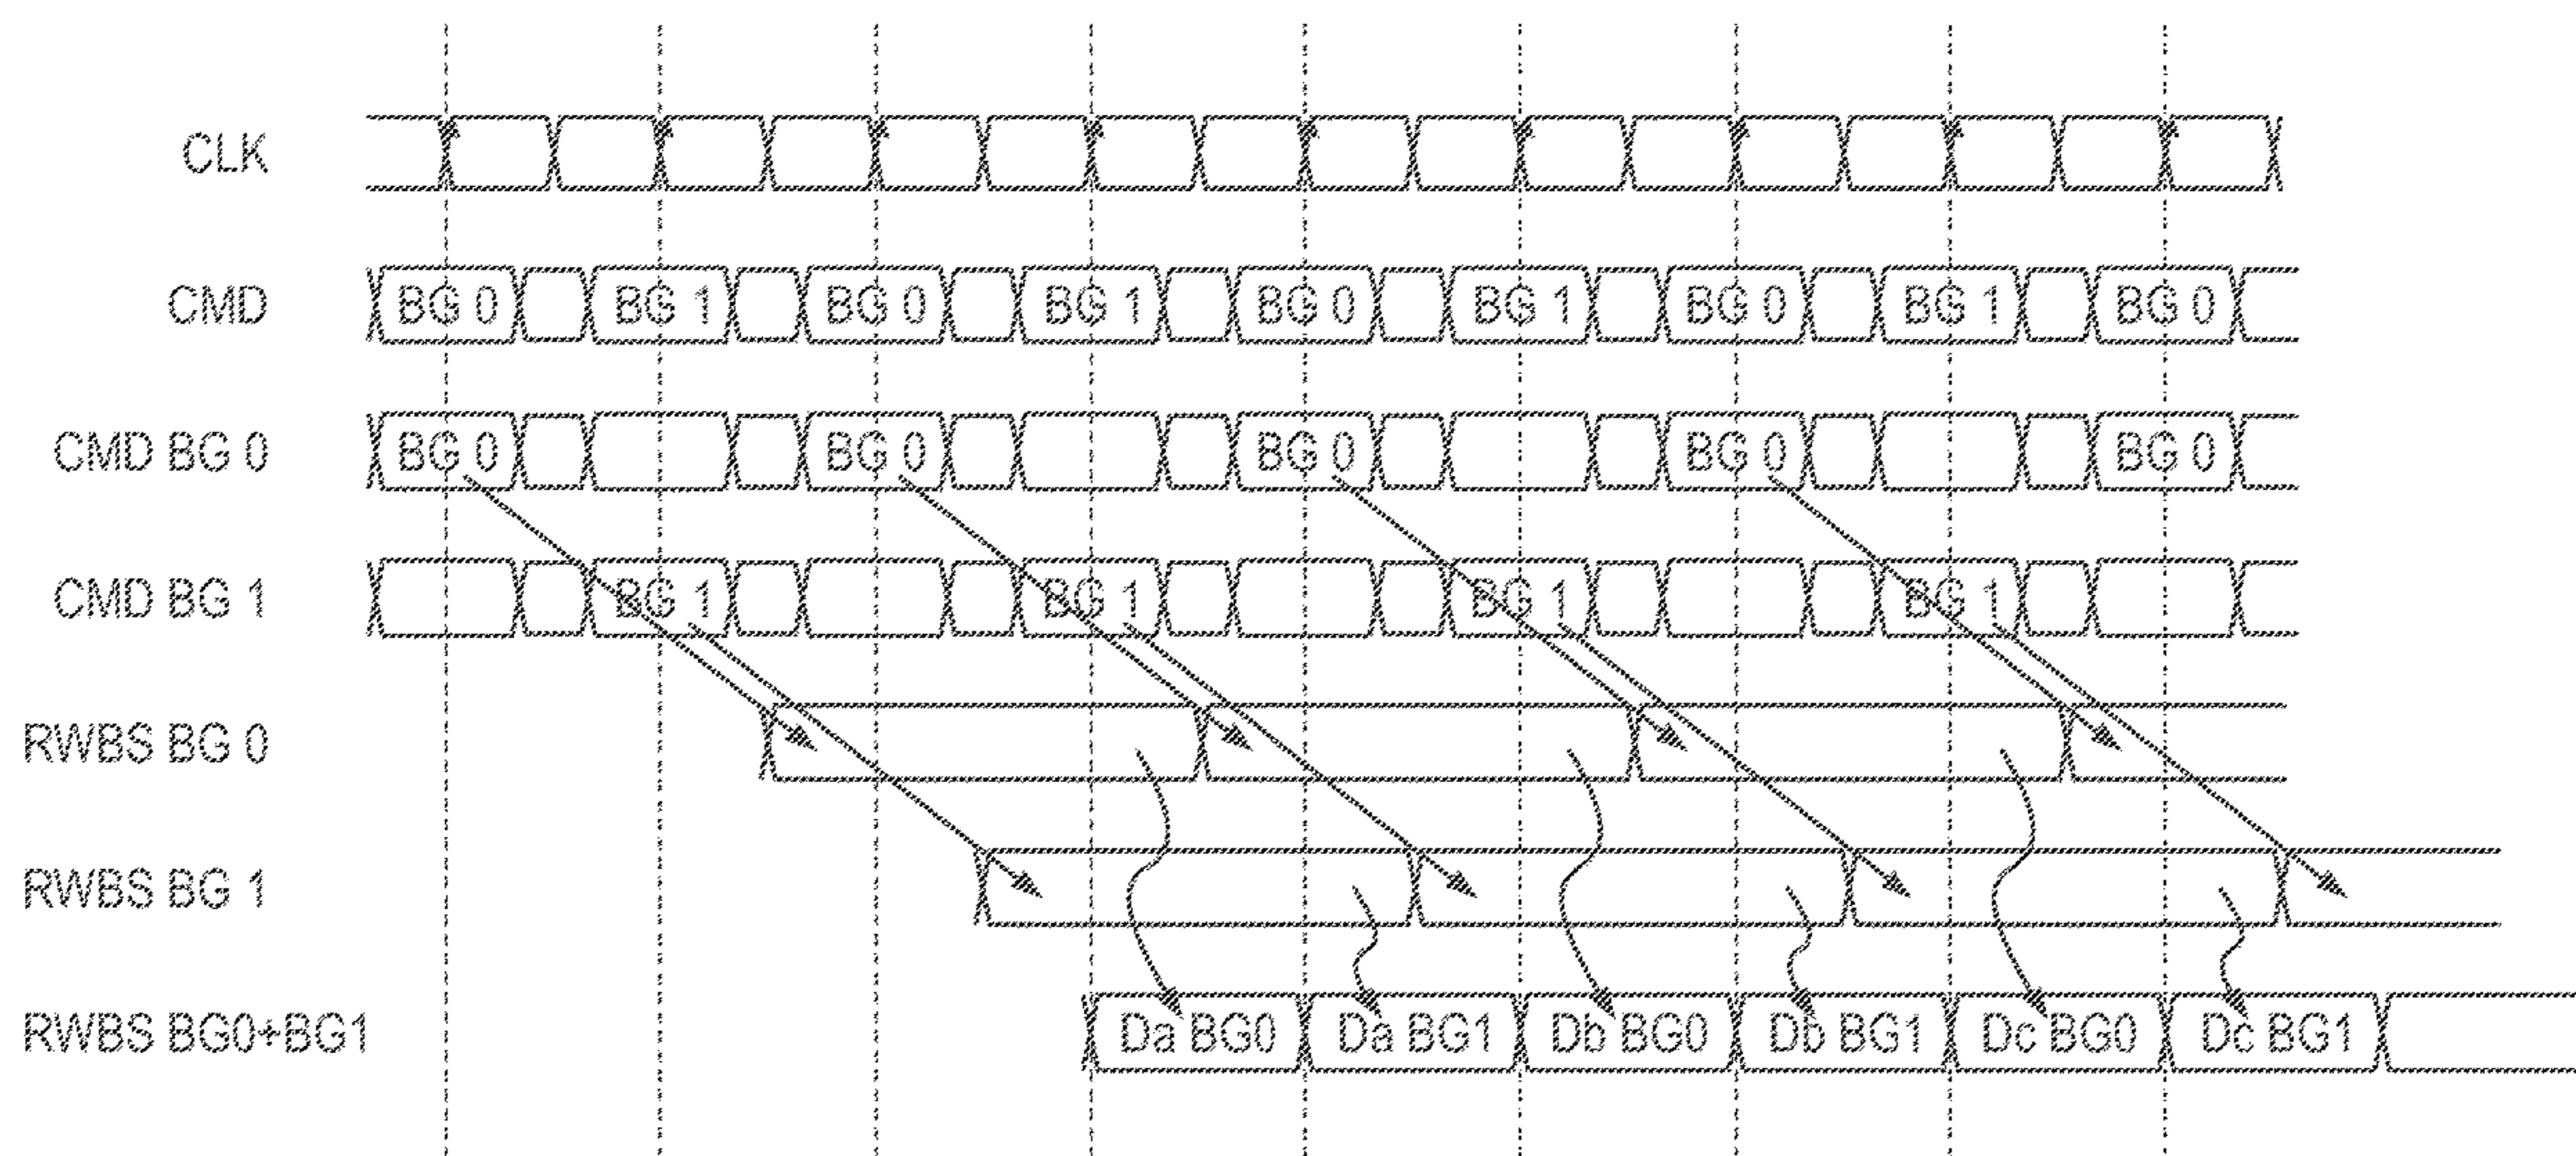 CLK
CMD BG 0 BG 1 BG 0 BG 1 BG 0 BG 1 BG 0 BG 1 BG 0
CMD BG 0 BG 0 BG 0 BG 0 BG 0 BG 0
CMD BG 1 BG 1 BG 1 BG 1 BG 1
RWBS BG 0
RWBS BG 1
RWBS BG0+BG1 Da BG0 Da BG1 Db BG0 Db BG1 Dc BG0 Dc BG1